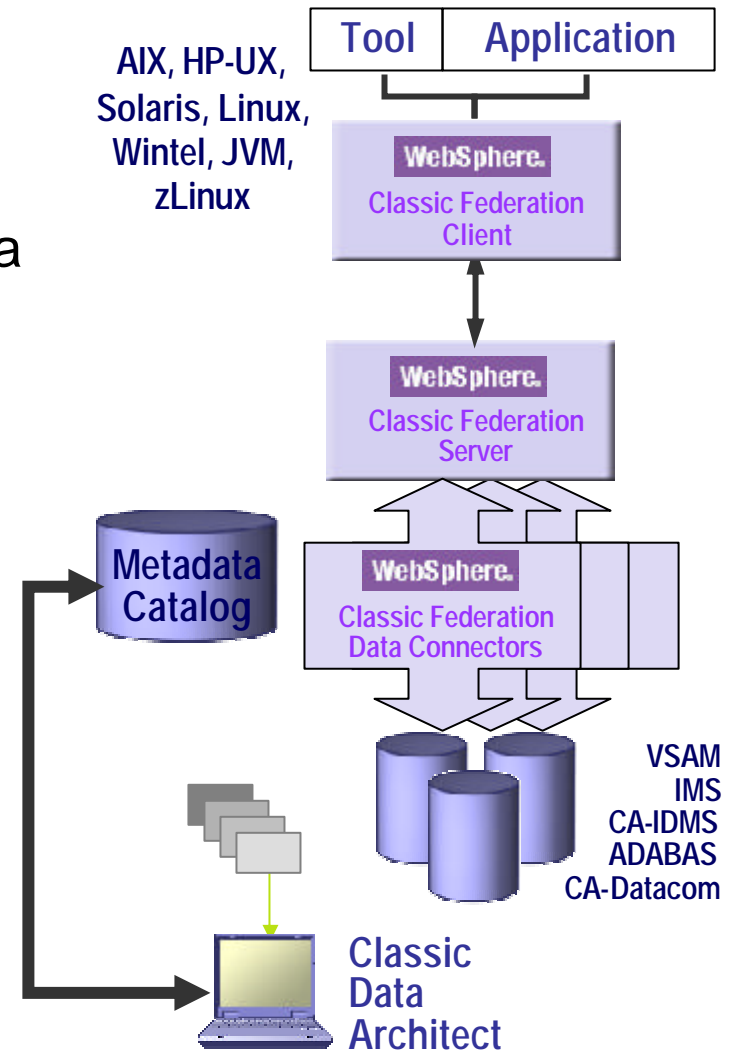 Tool
Application
AIX, HP-UX,
Solaris, Linux,
Wintel, JVM,
zLinux
WebSphere.
Classic Federation
Client
a
WebSphere.
Classic Federation
Server
Metadata
Catalog
WebSphere.
Classic Federation
Data Connectors
VSAM
IMS
CA-IDMS
ADABAS
CA-Datacom
Classic
Data
Architect